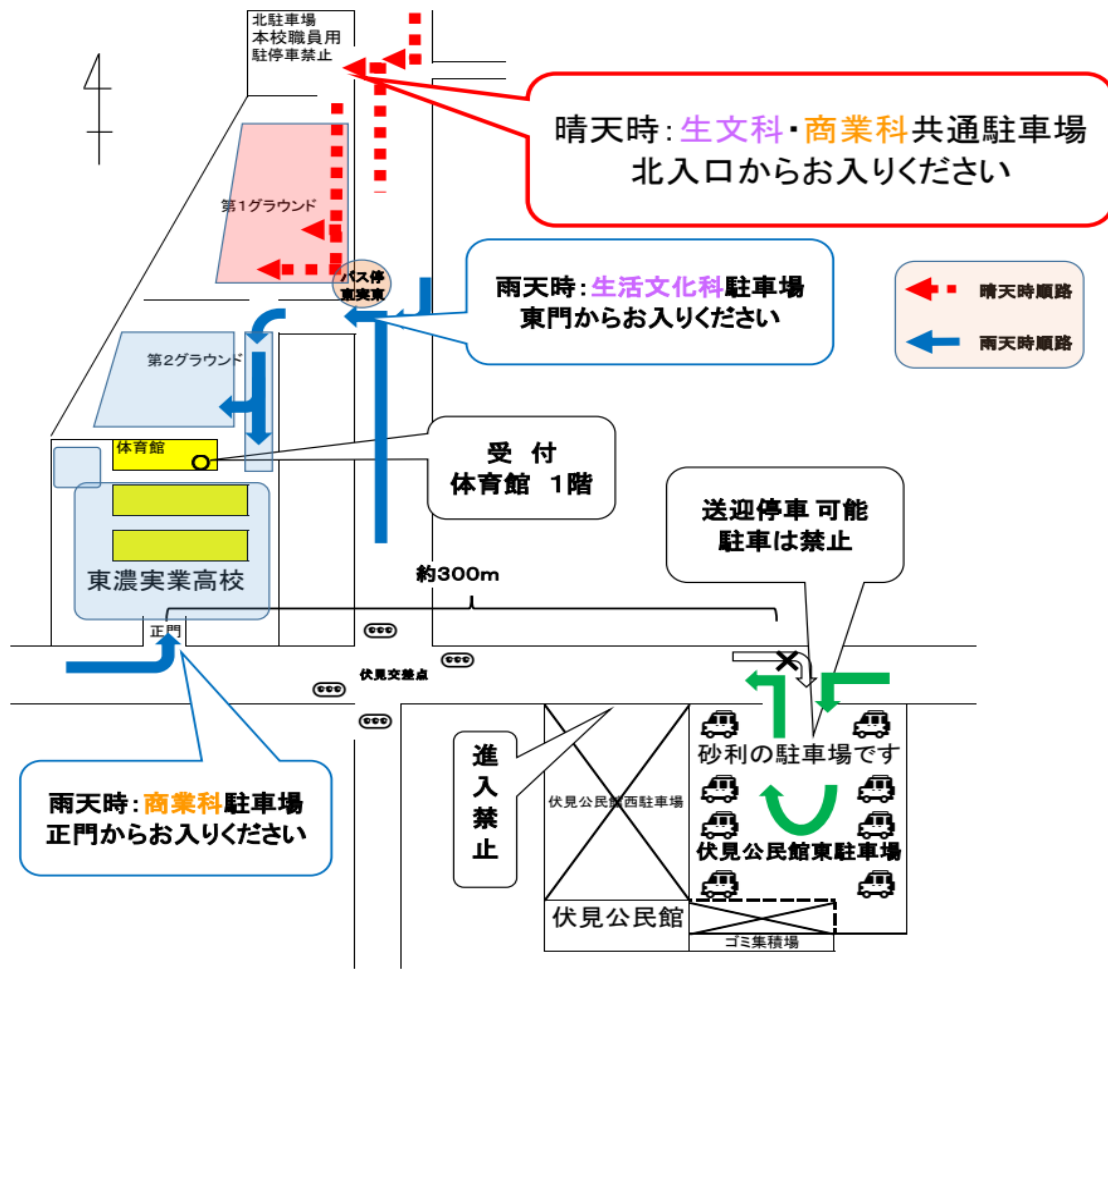 北駐車場
本校職員用
駐停車禁止
晴天時：生文科・商業科共通駐車場
北入口からお入りください
第1グラウンド
バス停
東実東
雨天時：生活文化科駐車場
東門からお入りください
晴天時順路
雨天時順路
第2グラウンド
体育館
受　付
体育館　1階
送迎停車 可能
駐車は禁止
約300m
東濃実業高校
正門
伏見交差点
雨天時：商業科駐車場
正門からお入りください
進入禁止
砂利の駐車場です
伏見公民館西駐車場
伏見公民館東駐車場
伏見公民館
ゴミ集積場